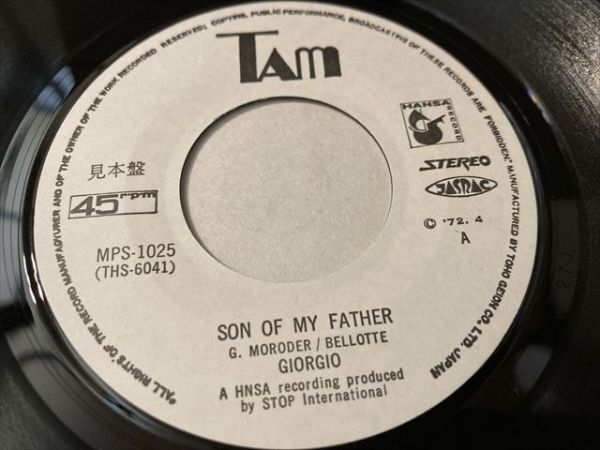 "ALL RIGHTS OF THE RECORD MANUFACTURER AND OF THE OWNER OF THE WORK RECORDED RESERVED; COPYING, PUBLIC PERFORMANCE, BROADCASTING OF THESE RECORDS ARE FORBIDDEN." MANUFACTURED BY TOHO GEION CO. LTD. JAPAN
TAM
HANSA
RECORD
見本盤
STEREO
45 rpm
JASRAC
© '72. 4
MPS-1025
A
(THS-6041)
SON OF MY FATHER
G. MORODER / BELLOTTE
GIORGIO
A HNSA recording produced
by STOP International